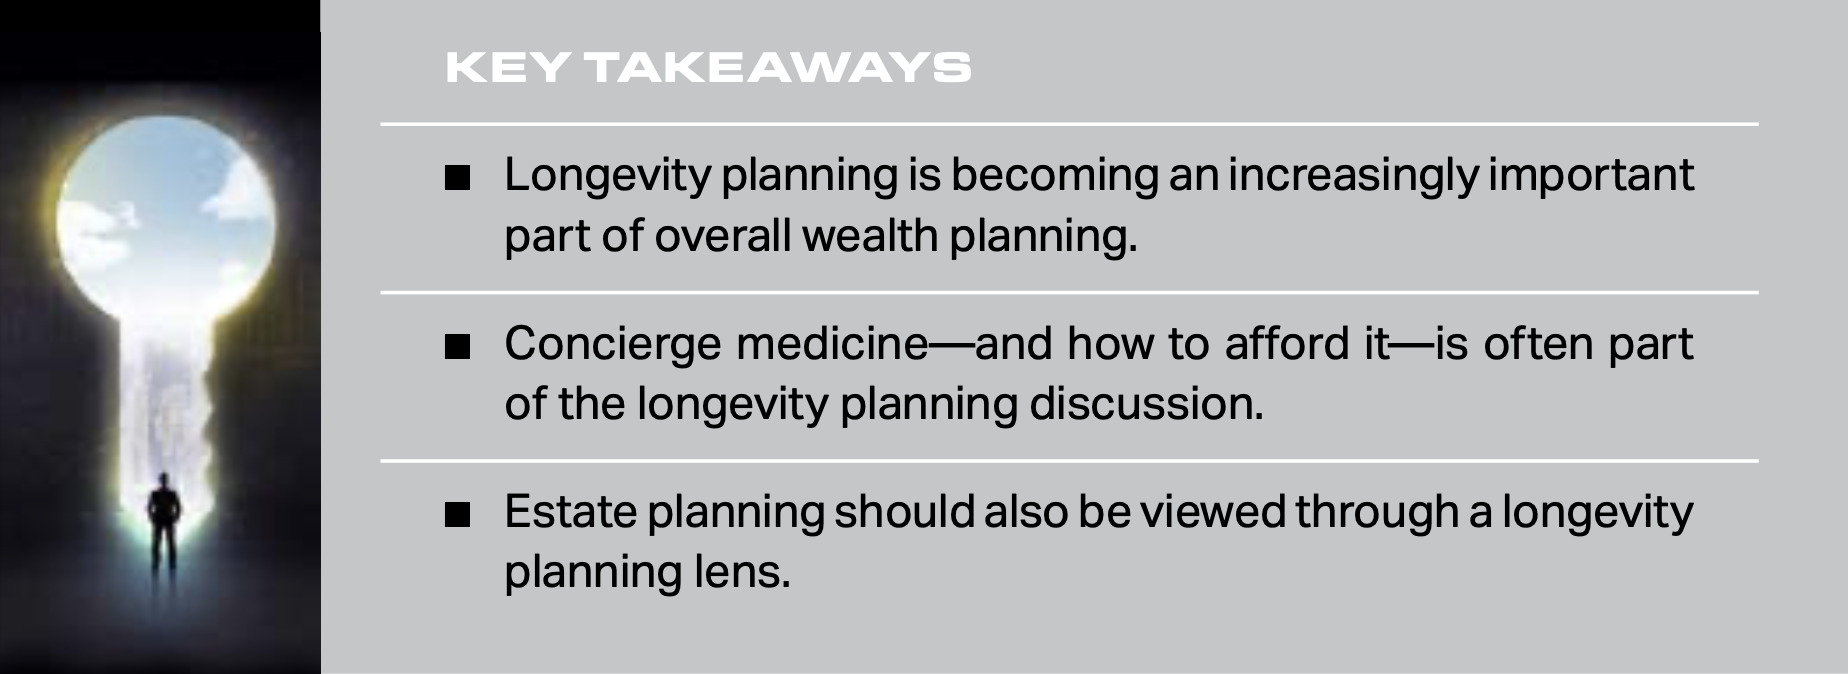 KEY TAKEAWAYS
■ Longevity planning is becoming an increasingly important
part of overall wealth planning.
■ Concierge medicine—and how to afford it—is often part
of the longevity planning discussion.
■ Estate planning should also be viewed through a longevity
planning lens.